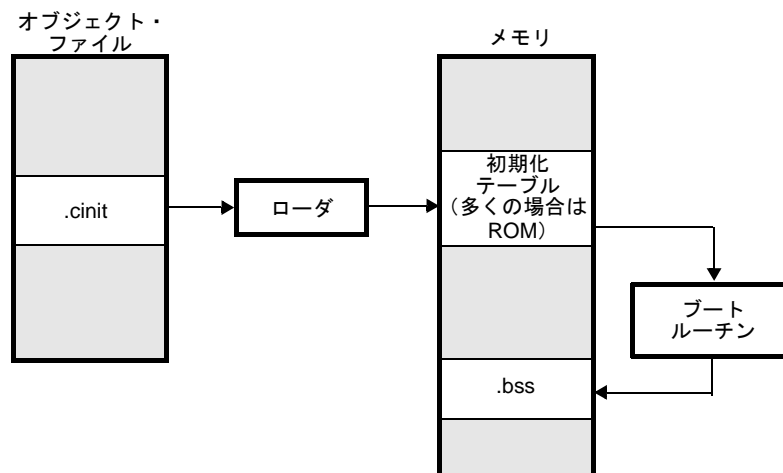 オブジェクト・
ファイル
メモリ
初期化
テーブル
（多くの場合は
ROM）
.cinit
ローダ
ブート
ルーチン
.bss